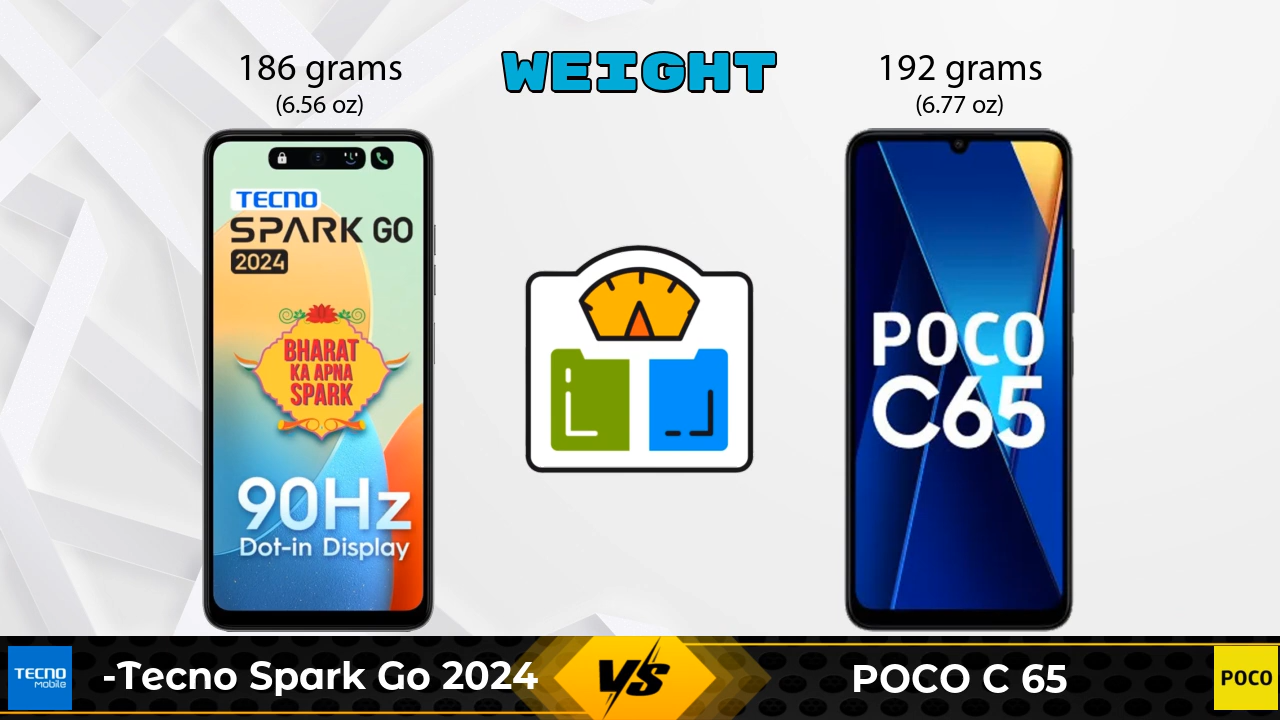 WEIGHT
186 grams
(6.56 oz)
192 grams
(6.77 oz)
TECNO
SPARK GO
2024
BHARAT
KA APNA
SPARK
90Hz
Dot-in Display
POCO
C65
TECNO
mobile
-Tecno Spark Go 2024
VS
POCO C 65
POCO